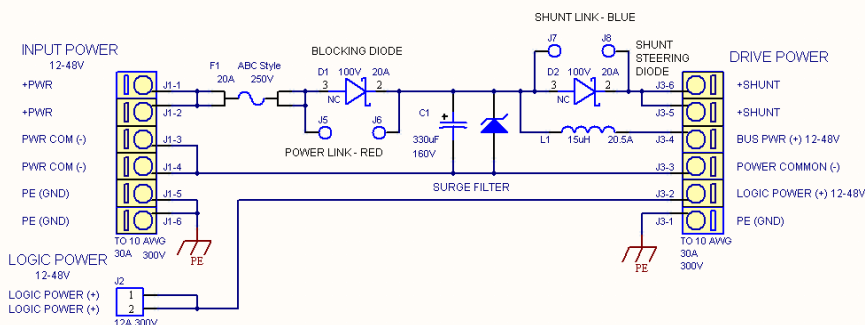 SHUNT LINK - BLUE
J7
J8
INPUT POWER
12-48V
BLOCKING DIODE
SHUNT
STEERING
DIODE
DRIVE POWER
F1
ABC Style
20A
250V
D1
100V
20A
3
2
NC
D2
100V
20A
3
2
NC
+PWR
J1-1
+PWR
J1-2
PWR COM (-)
J1-3
PWR COM (-)
J1-4
PE (GND)
J1-5
PE (GND)
J1-6
J3-6
+SHUNT
J3-5
+SHUNT
J3-4
BUS PWR (+) 12-48V
J3-3
POWER COMMON (-)
J3-2
LOGIC POWER (+) 12-48V
J3-1
PE (GND)
J5
J6
POWER LINK - RED
C1
+
330uF
160V
L1
15uH
20.5A
SURGE FILTER
TO 10 AWG
30A
300V
PE
PE
TO 10 AWG
30A
300V
LOGIC POWER
12-48V
J2
LOGIC POWER (+)
1
LOGIC POWER (+)
2
12A 300V